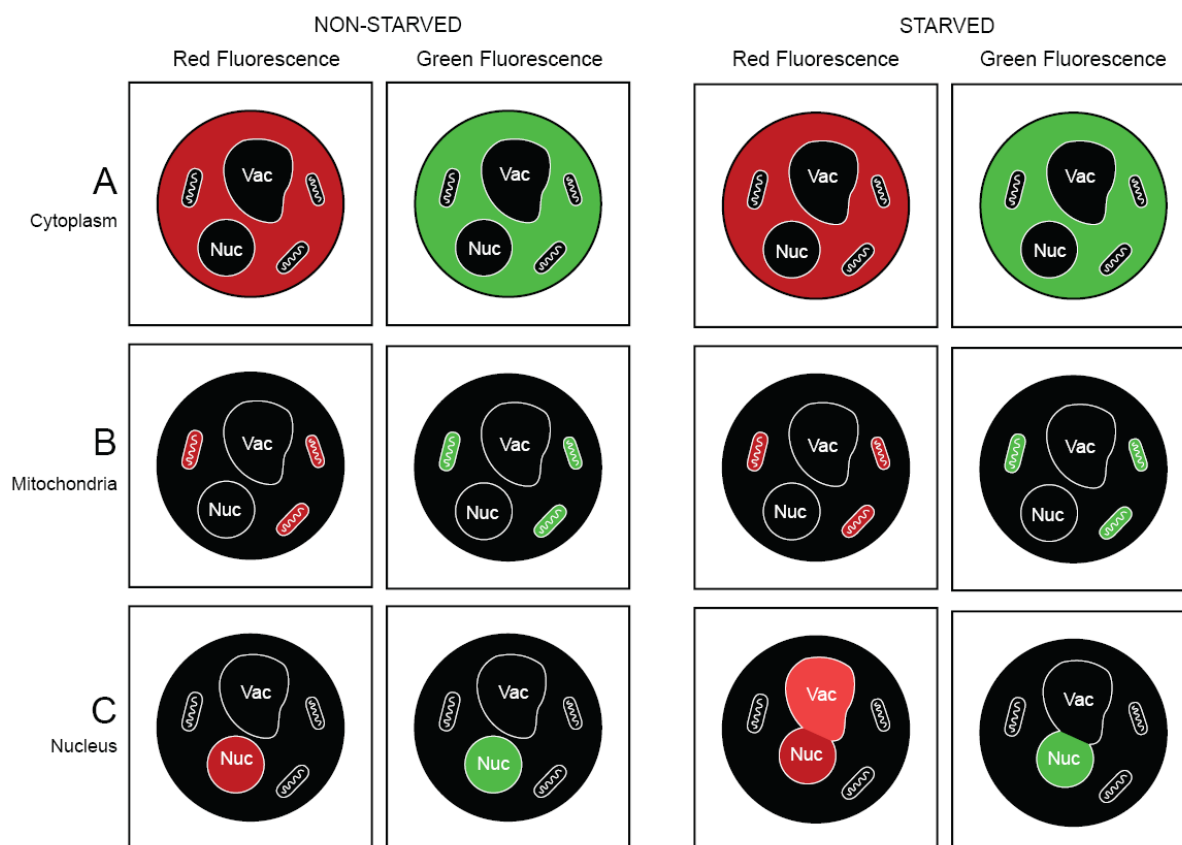 NON-STARVED STARVED
Red Fluorescence Green Fluorescence Red Fluorescence Green Fluorescence
A
Cytoplasm
Vac Vac Vac Vac
Nuc Nuc Nuc Nuc
B
Mitochondria
Vac Vac Vac Vac
Nuc Nuc Nuc Nuc
C
Nucleus
Vac Vac Vac Vac
Nuc Nuc Nuc Nuc